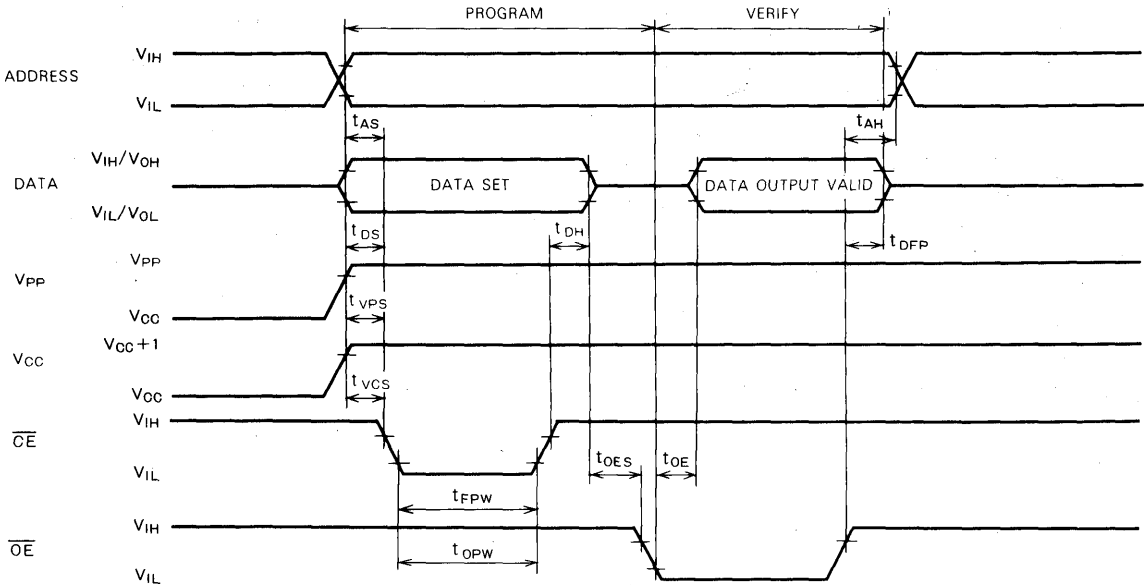 PROGRAM VERIFY
ADDRESS
VIH
VIL
tAS
tAH
DATA
VIH/VOH
DATA SET
DATA OUTPUT VALID
VIL/VOL
tDS
tDH
tDFP
VPP
VPP
tVPS
VCC
VCC
VCC+1
tVCS
VCC
CE
VIH
VIL
tOES
tOE
tFPW
OE
VIH
tOPW
VIL